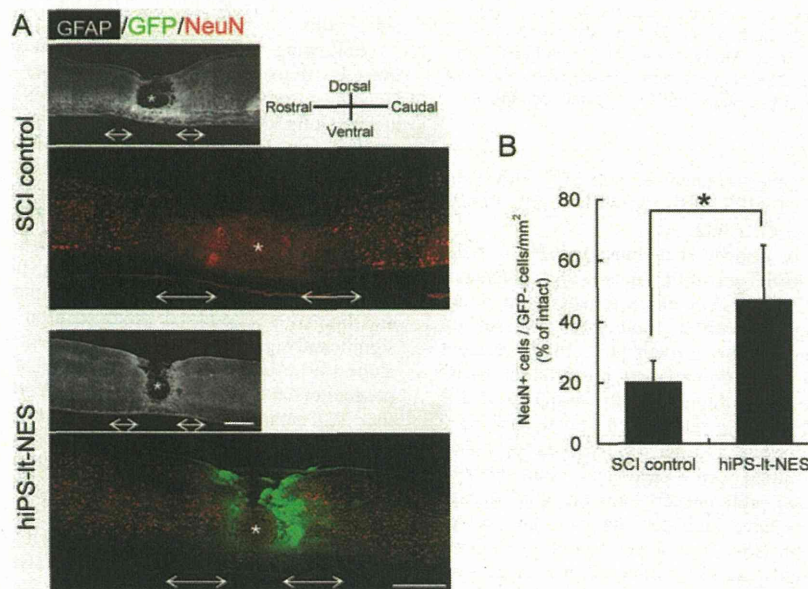 A
GFAP/GFP/NeuN
Dorsal
Rostral
Caudal
Ventral
SCI control
*
*
hiPS-lt-NES
*
*
B
NeuN+ cells / GFP- cells/mm²
(% of intact)
80
60
40
20
0
*
SCI control
hiPS-lt-NES